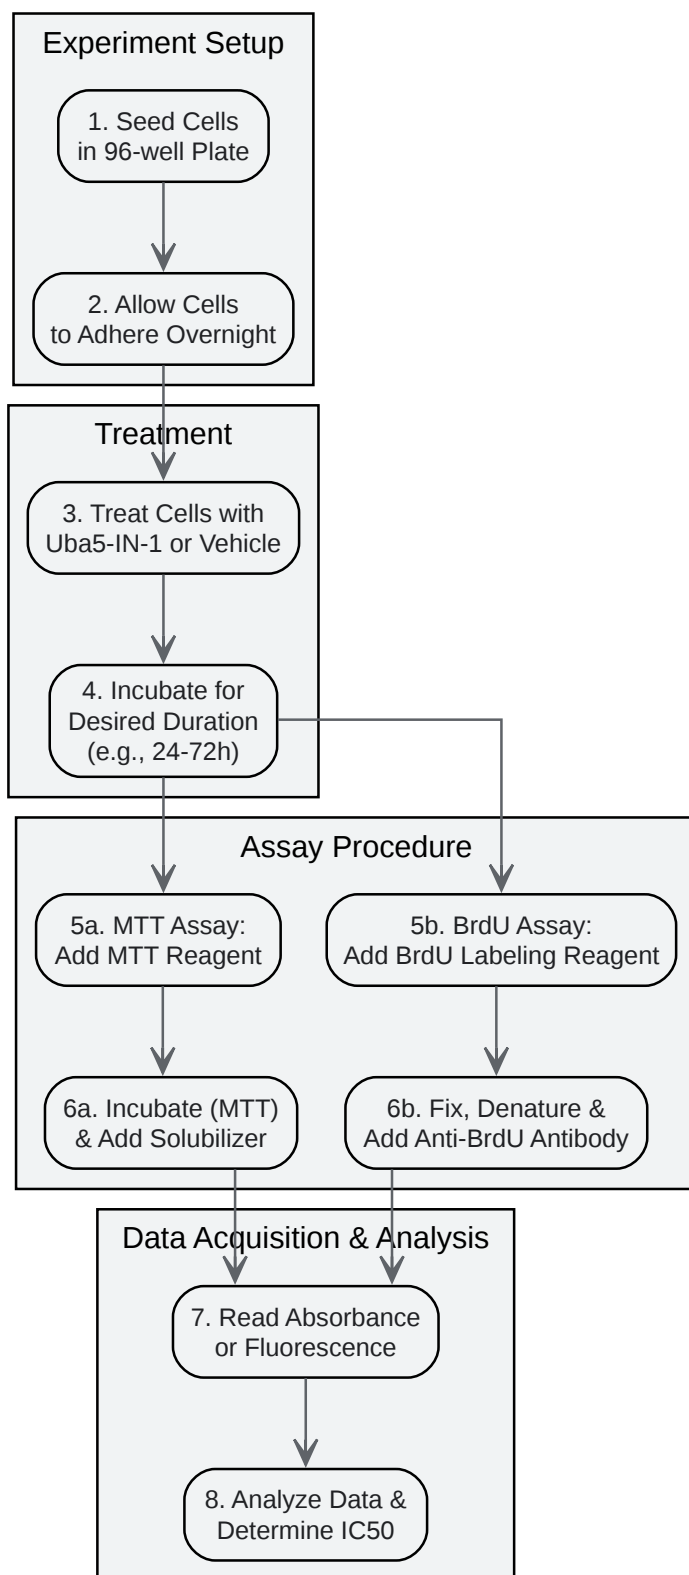 Experiment Setup
1. Seed Cells
in 96-well Plate
2. Allow Cells
to Adhere Overnight
Treatment
3. Treat Cells with
Uba5-IN-1 or Vehicle
4. Incubate for
Desired Duration
(e.g., 24-72h)
Assay Procedure
5a. MTT Assay:
Add MTT Reagent
5b. BrdU Assay:
Add BrdU Labeling Reagent
6a. Incubate (MTT)
& Add Solubilizer
6b. Fix, Denature &
Add Anti-BrdU Antibody
Data Acquisition & Analysis
7. Read Absorbance
or Fluorescence
8. Analyze Data &
Determine IC50